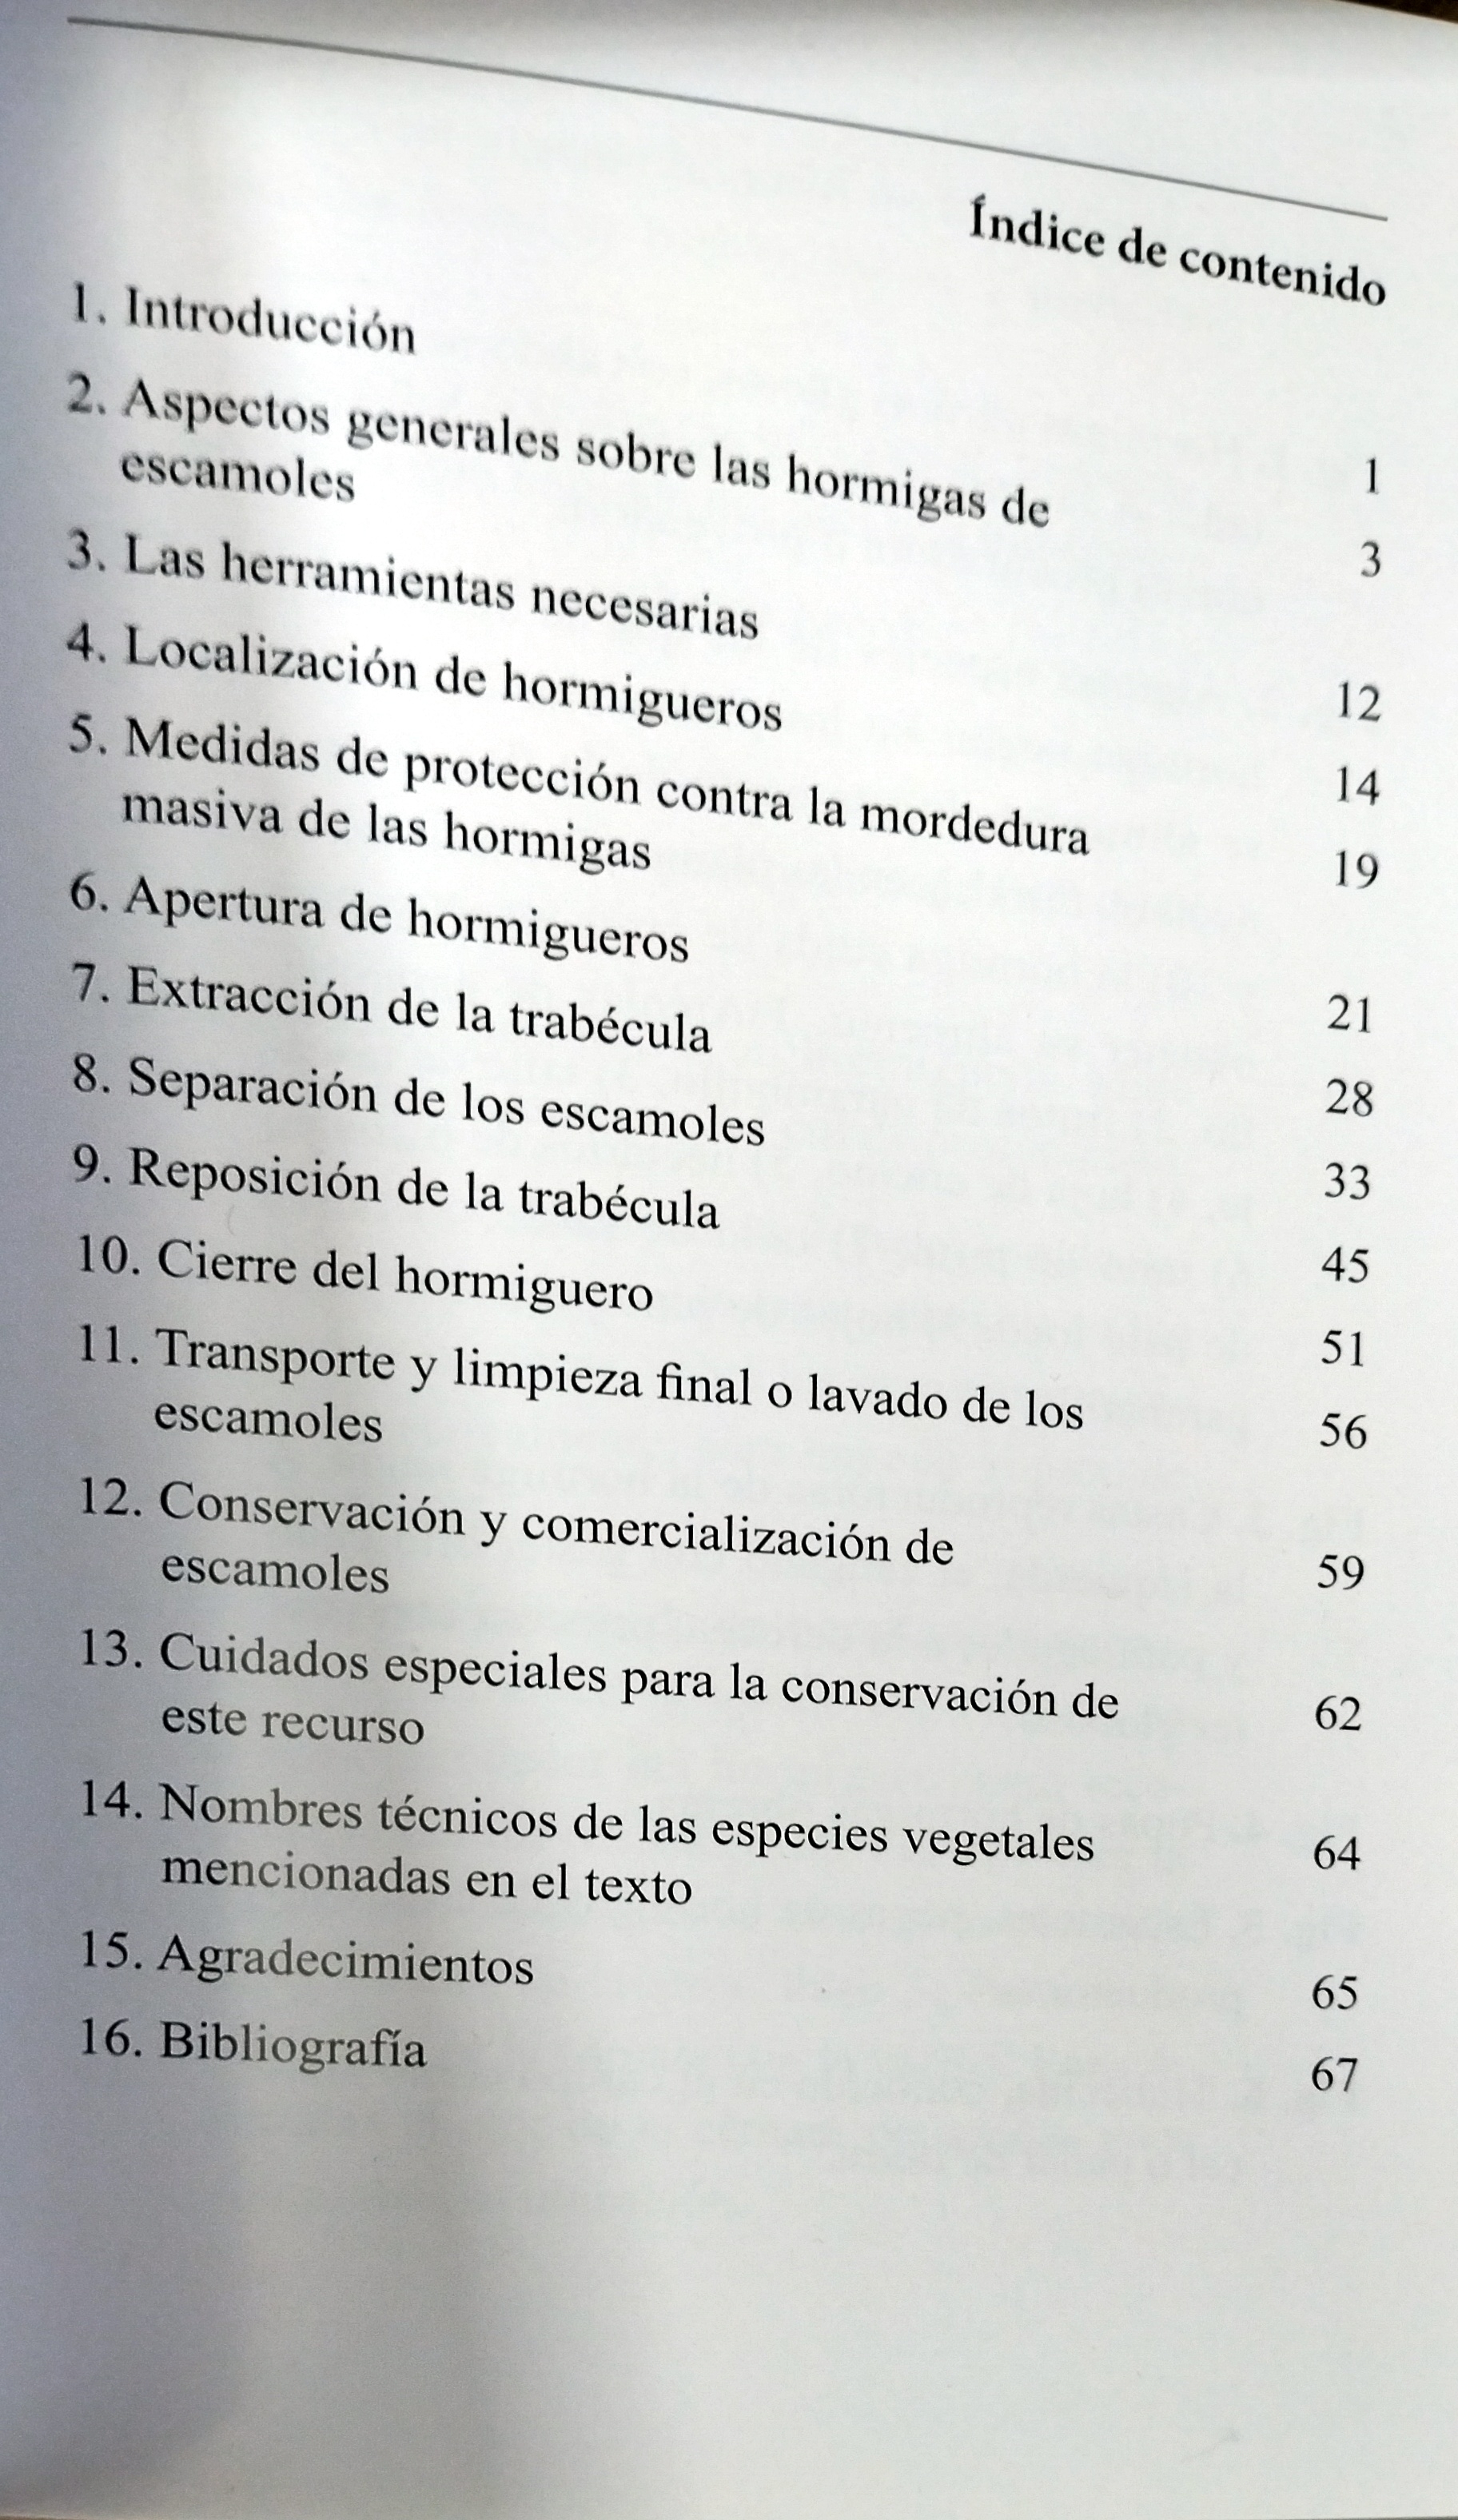 Índice de contenido
1. Introducción 1
2. Aspectos generales sobre las hormigas de 3
escamoles
3. Las herramientas necesarias 12
4. Localización de hormigueros 14
5. Medidas de protección contra la mordedura 19
masiva de las hormigas
6. Apertura de hormigueros 21
7. Extracción de la trabécula 28
8. Separación de los escamoles 33
9. Reposición de la trabécula 45
10. Cierre del hormiguero 51
11. Transporte y limpieza final o lavado de los 56
escamoles
12. Conservación y comercialización de 59
escamoles
13. Cuidados especiales para la conservación de 62
este recurso
14. Nombres técnicos de las especies vegetales 64
mencionadas en el texto
15. Agradecimientos 65
16. Bibliografía 67